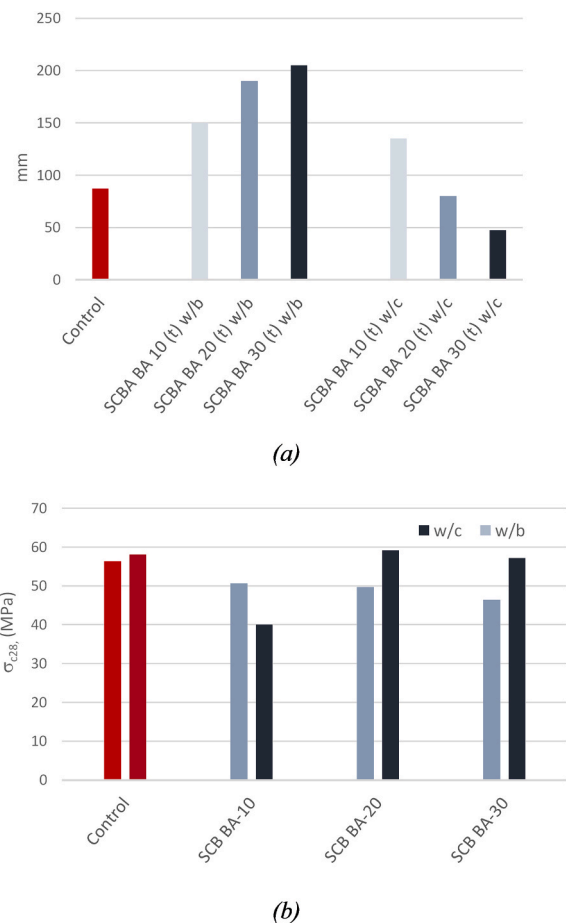 250
200
150
100
50
0
mm
Control
SCBA BA 10 (t) w/b
SCBA BA 20 (t) w/b
SCBA BA 30 (t) w/b
SCBA BA 10 (t) w/c
SCBA BA 20 (t) w/c
SCBA BA 30 (t) w/c
(a)
70
60
50
40
30
20
10
0
σc28, (MPa)
w/c w/b
Control
SCB BA-10
SCB BA-20
SCB BA-30
(b)